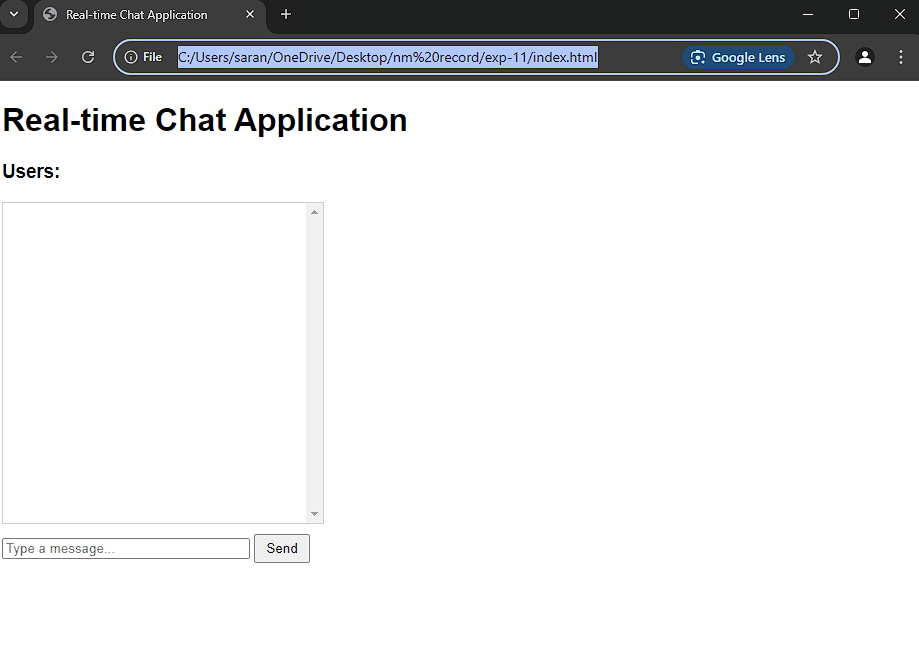 Real-time Chat Application
File
C:/Users/saran/OneDrive/Desktop/nm%20record/exp-11/index.html
Google Lens
Real-time Chat Application
Users:
Type a message...
Send